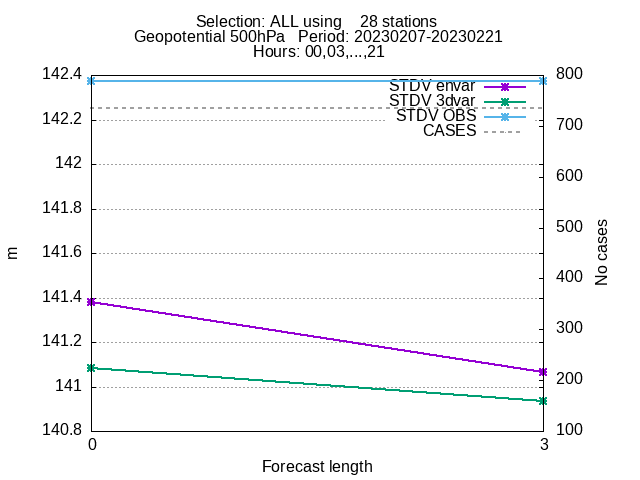 Selection: ALL using    28 stations
Geopotential 500hPa   Period: 20230207-20230221
Hours: 00,03,...,21
142.4
142.2
142
141.8
141.6
141.4
141.2
141
140.8
m
STDV envar
STDV 3dvar
STDV OBS
CASES
800
700
600
500
400
300
200
100
No cases
0
3
Forecast length